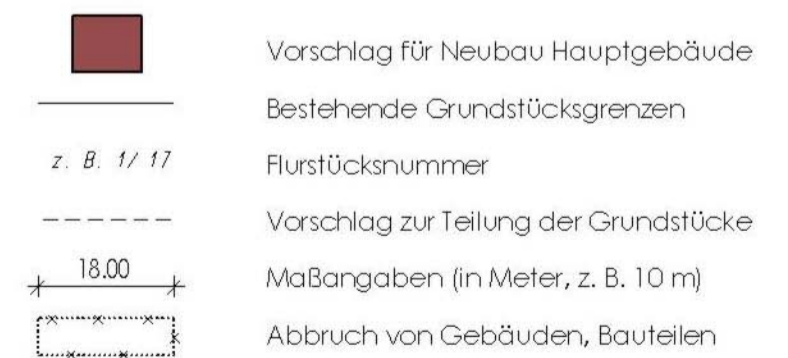 Vorschlag für Neubau Hauptgebäude
Bestehende Grundstücksgrenzen
z. B. 1/ 17 Flurstücksnummer
Vorschlag zur Teilung der Grundstücke
18.00 Maßangaben (in Meter, z. B. 10 m)
Abbruch von Gebäuden, Bauteilen